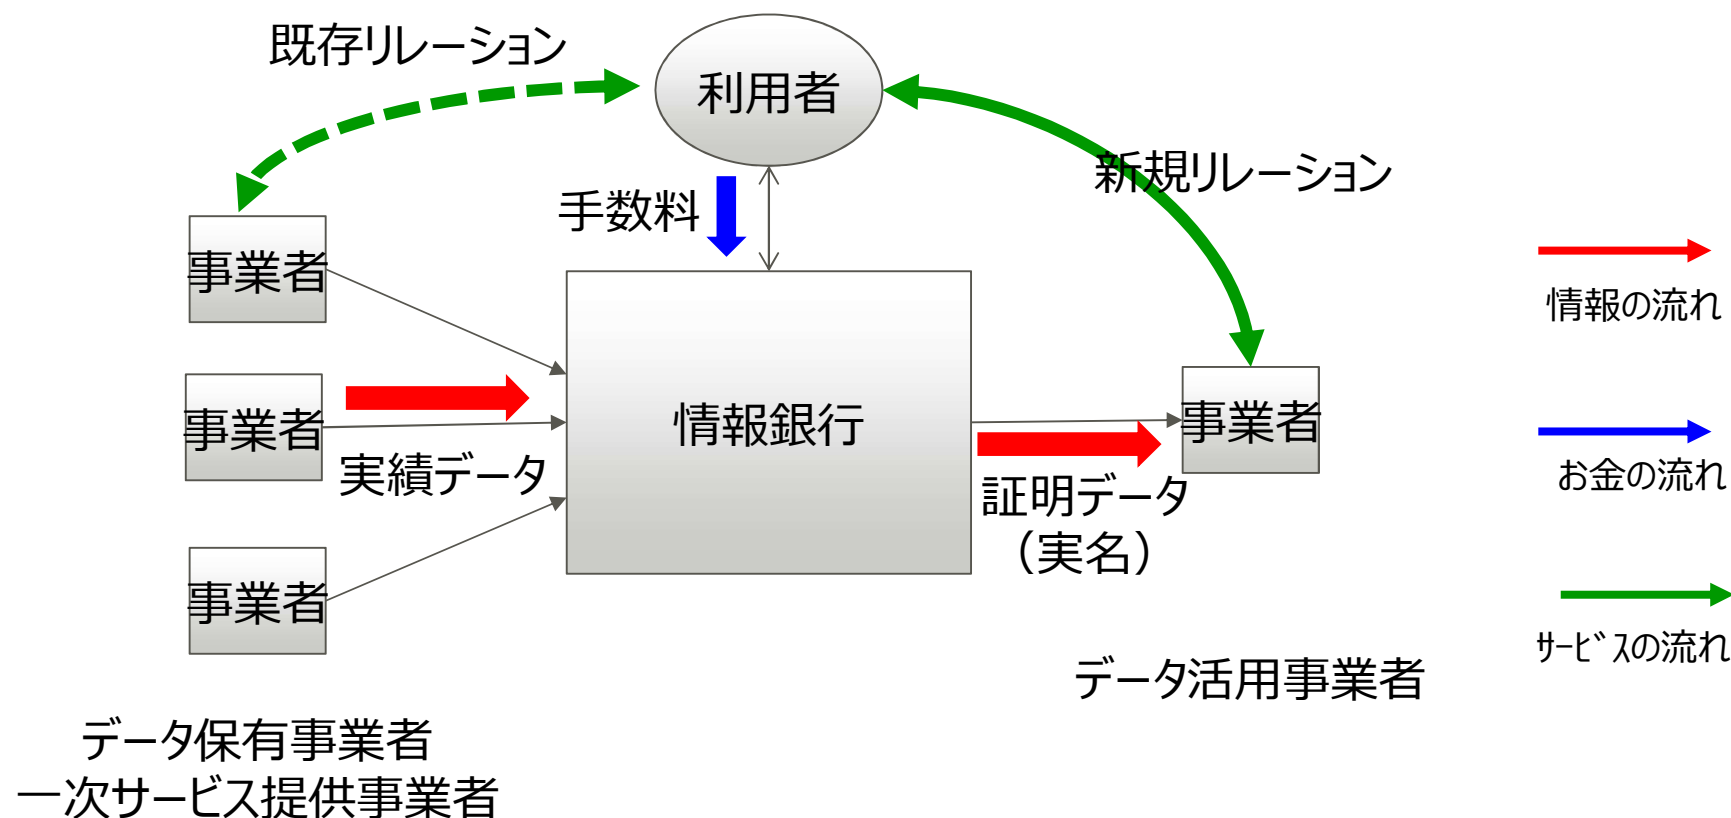 既存リレーション
利用者
新規リレーション
手数料
事業者
情報の流れ
事業者
情報銀行
事業者
実績データ
お金の流れ
証明データ
（実名）
事業者
ｻｰﾋﾞｽの流れ
データ活用事業者
データ保有事業者
一次サービス提供事業者